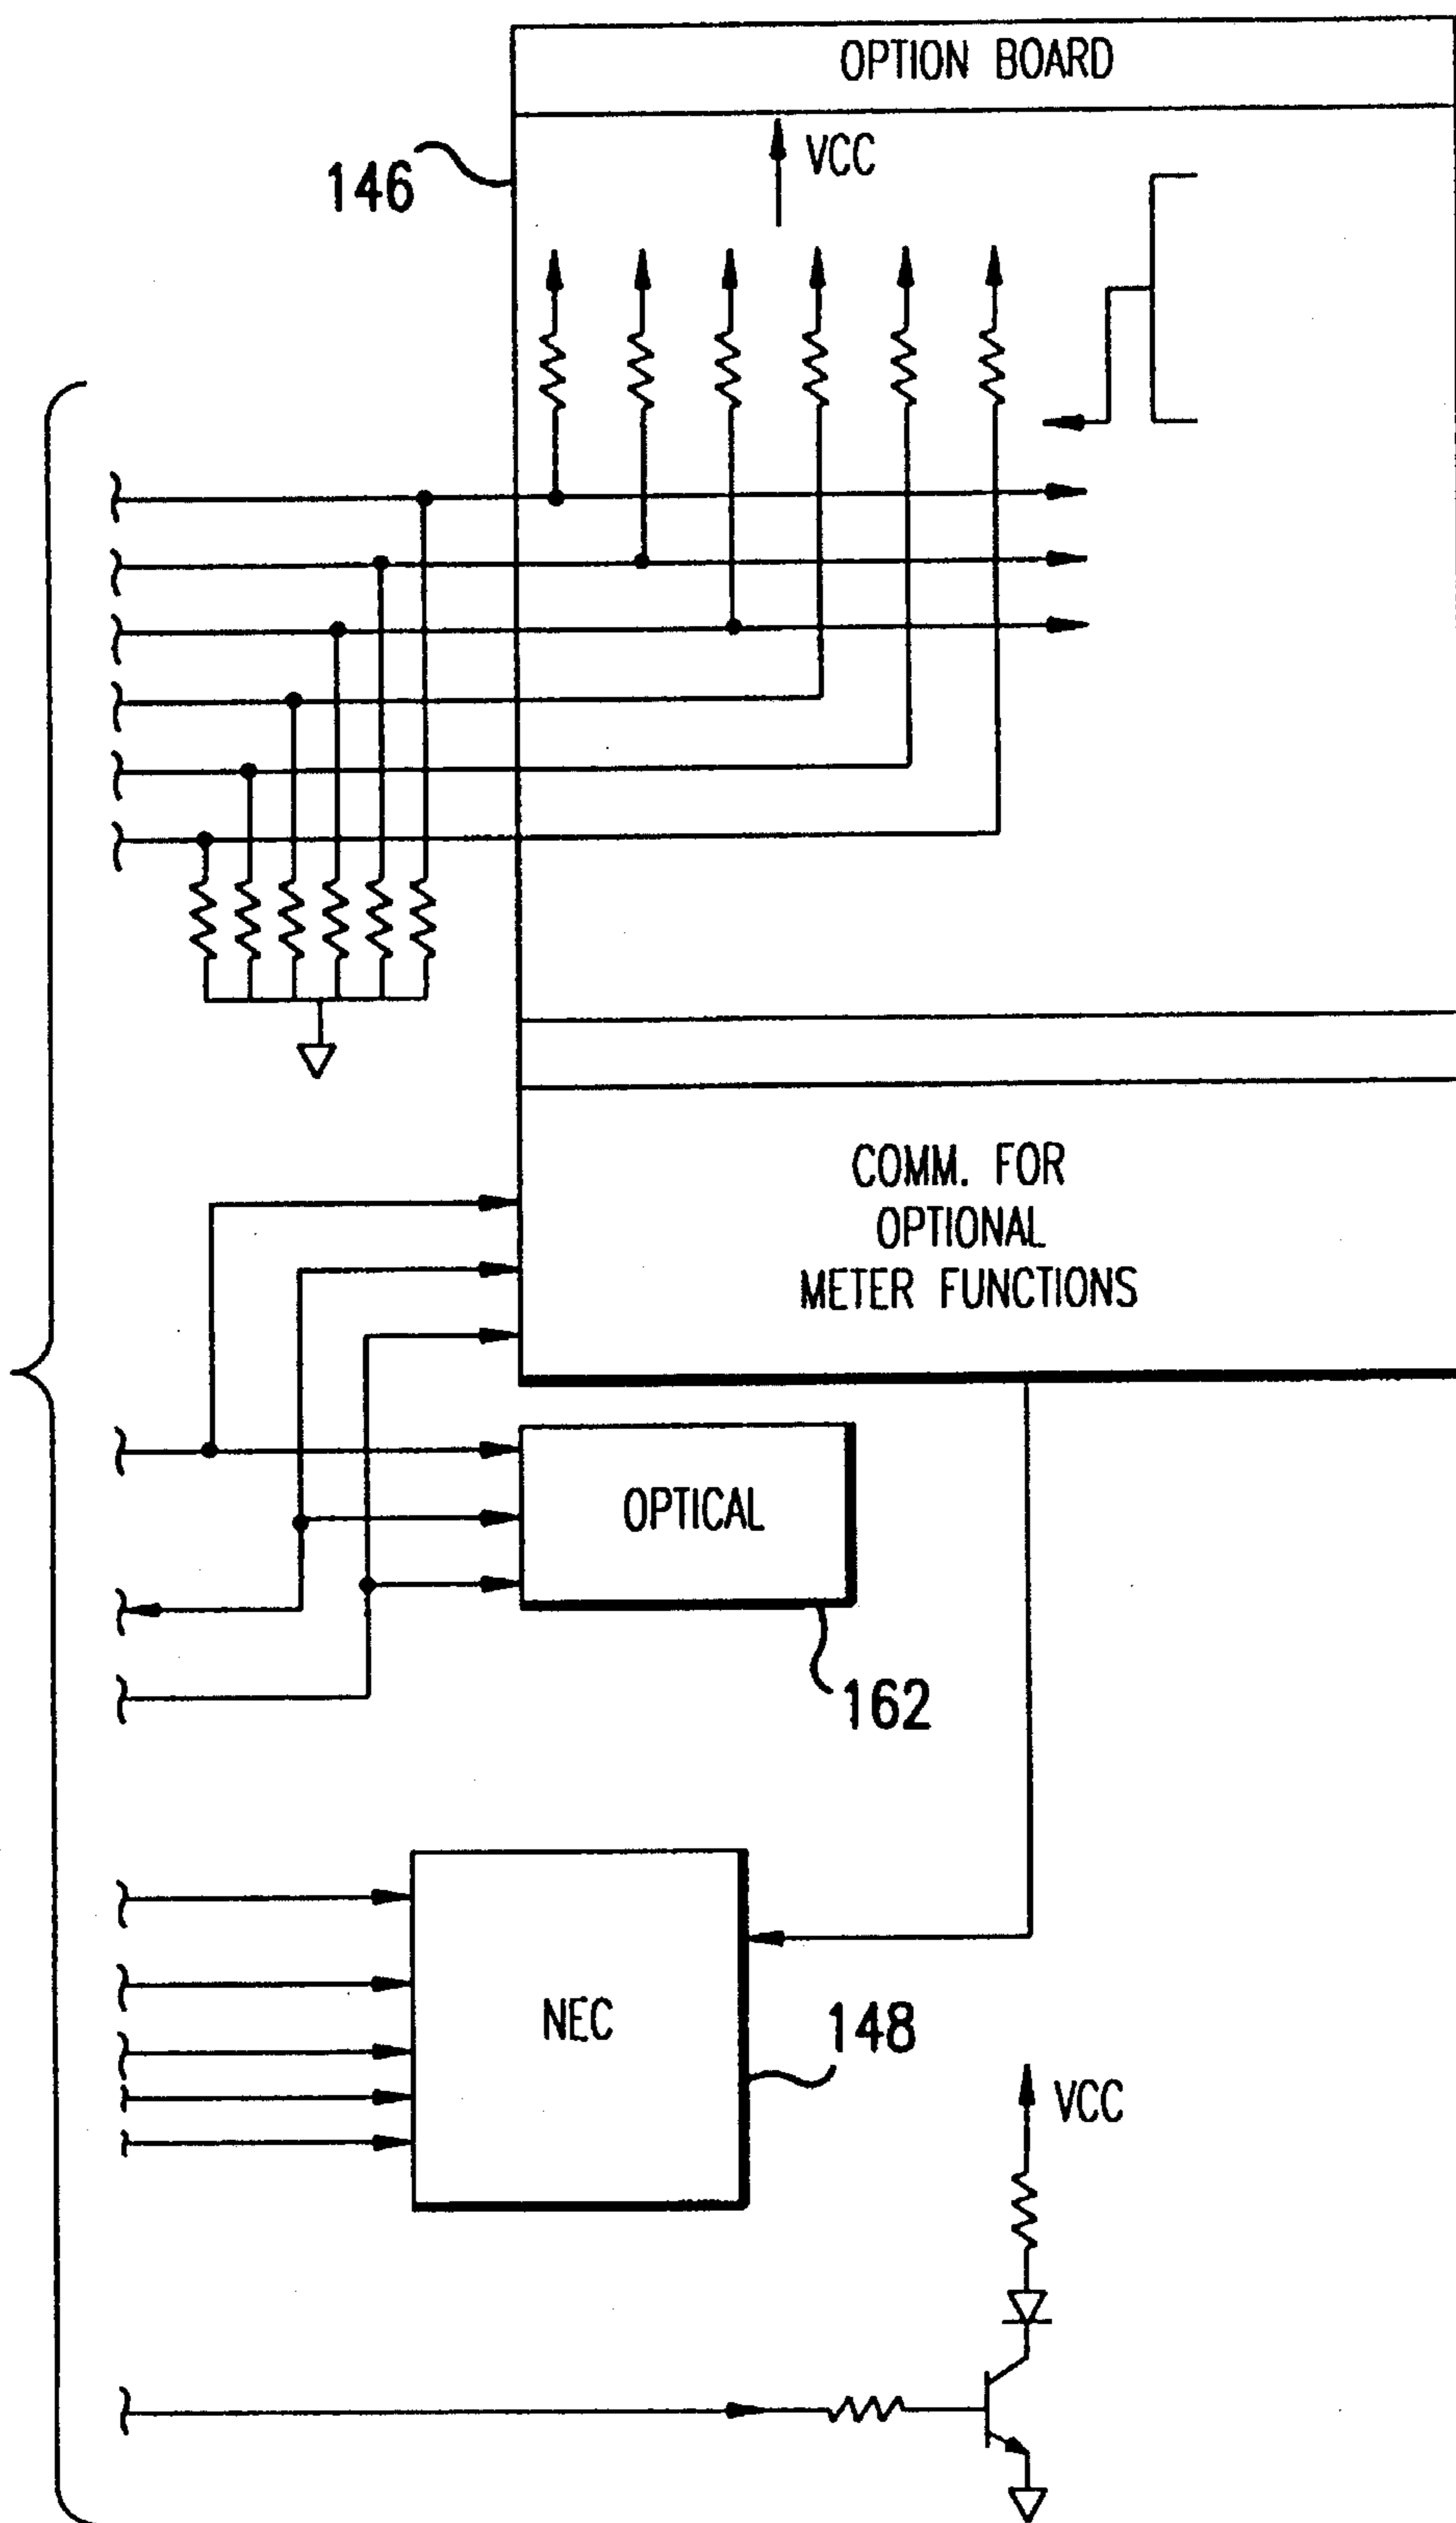 OPTION BOARD
146
VCC
COMM. FOR
OPTIONAL
METER FUNCTIONS
OPTICAL
162
NEC
148
VCC